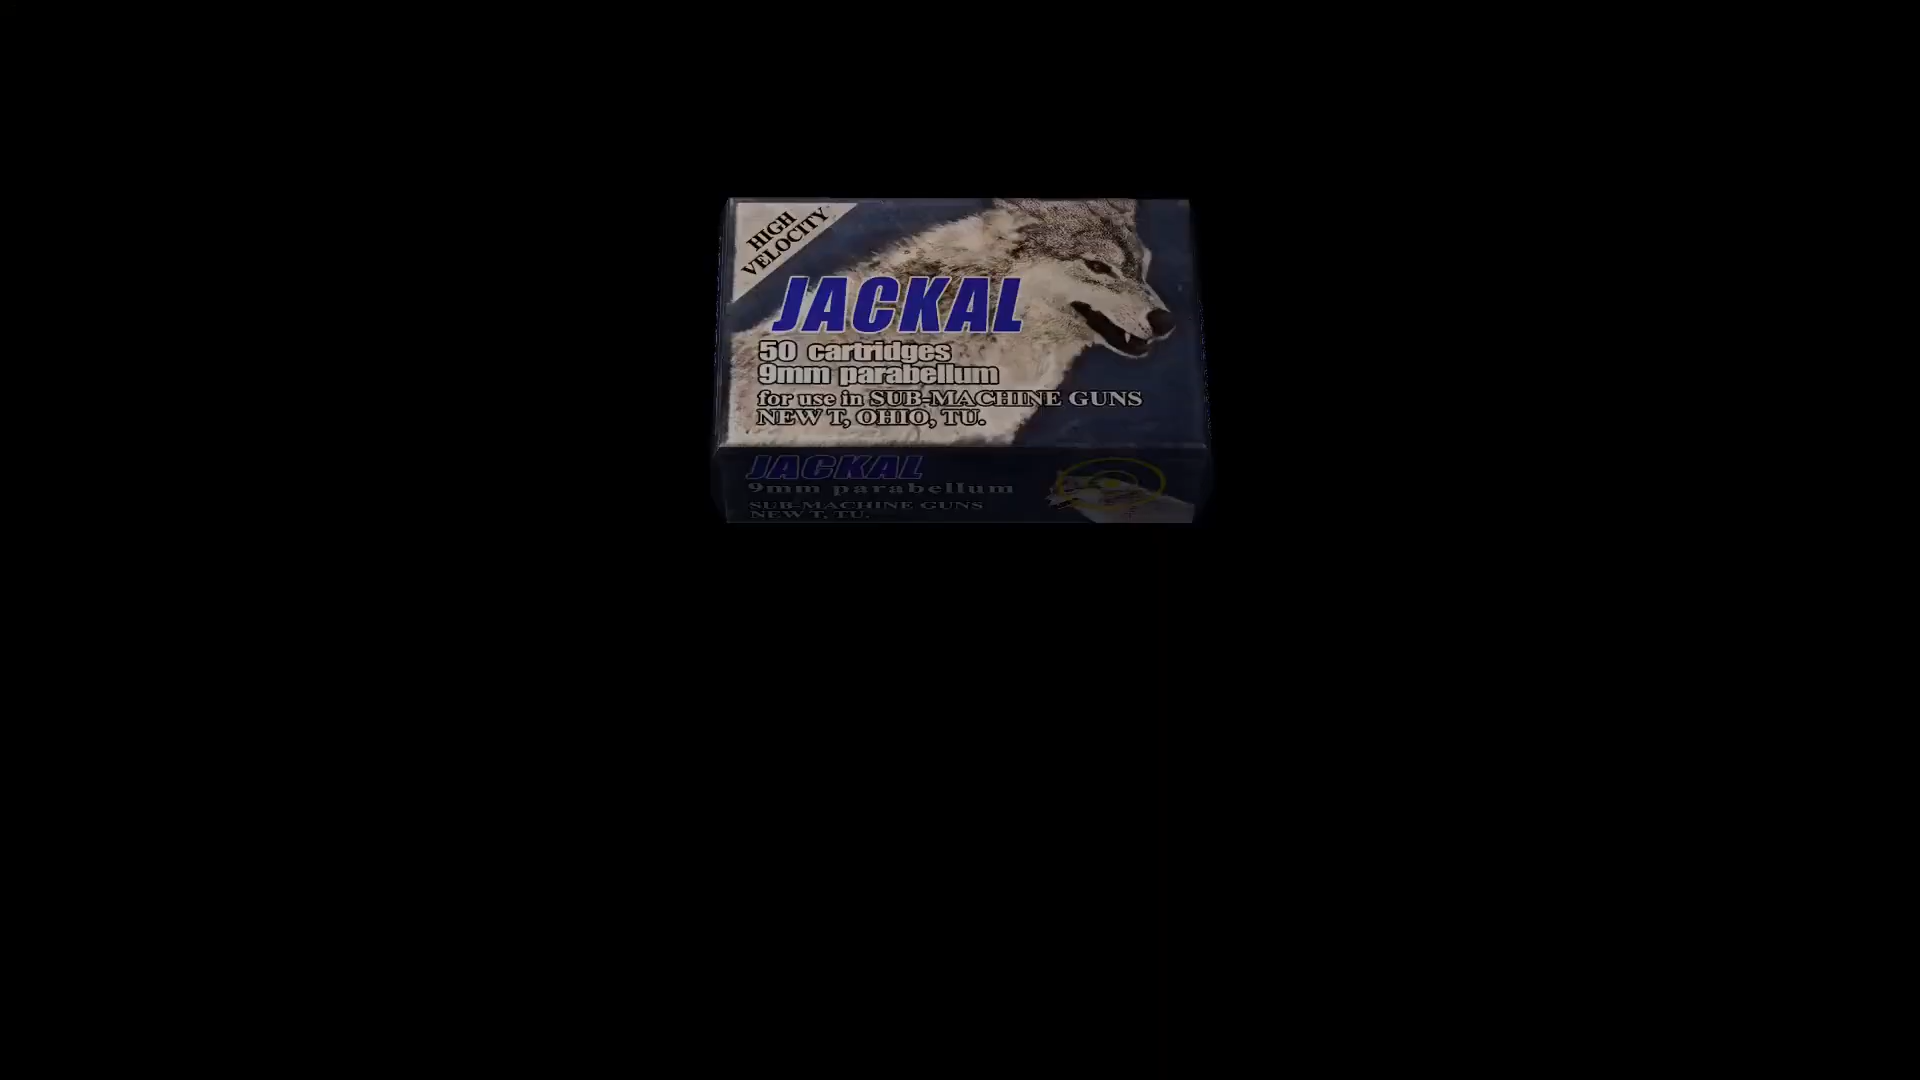 HIGH
VELOCITY
JACKAL
50 cartridges
9mm parabellum
for use in SUB-MACHINE GUNS
NEW T, OHIO, TU.
JACKAL
9mm parabellum
SUB-MACHINE GUNS
NEW T, TU.